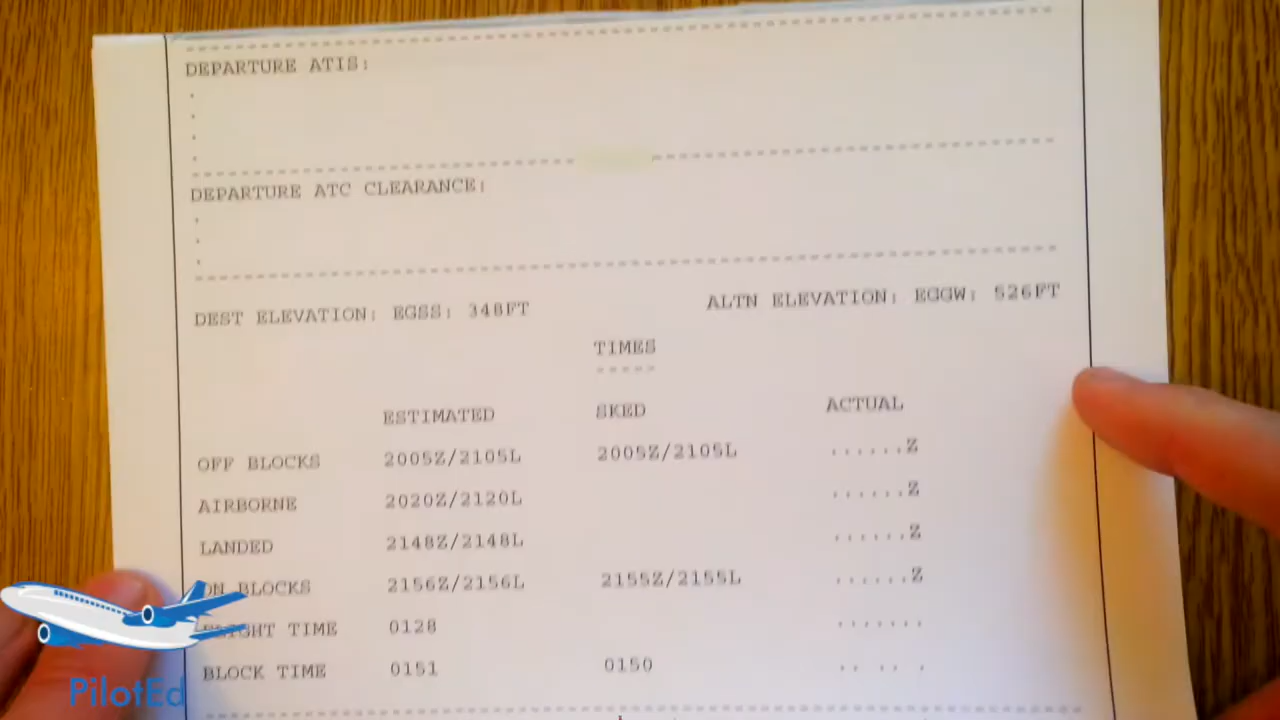 DEPARTURE ATIS:
.
.
.
.
DEPARTURE ATC CLEARANCE:
.
.
.
DEST ELEVATION: EGSS: 348FT ALTN ELEVATION: EGGW: 526FT
TIMES
-----
ESTIMATED SKED ACTUAL
OFF BLOCKS 2005Z/2105L 2005Z/2105L ......Z
AIRBORNE 2020Z/2120L ......Z
LANDED 2148Z/2148L ......Z
ON BLOCKS 2156Z/2156L 2155Z/2155L ......Z
FLIGHT TIME 0128 .......
BLOCK TIME 0151 0150 .. .. .
PilotEd